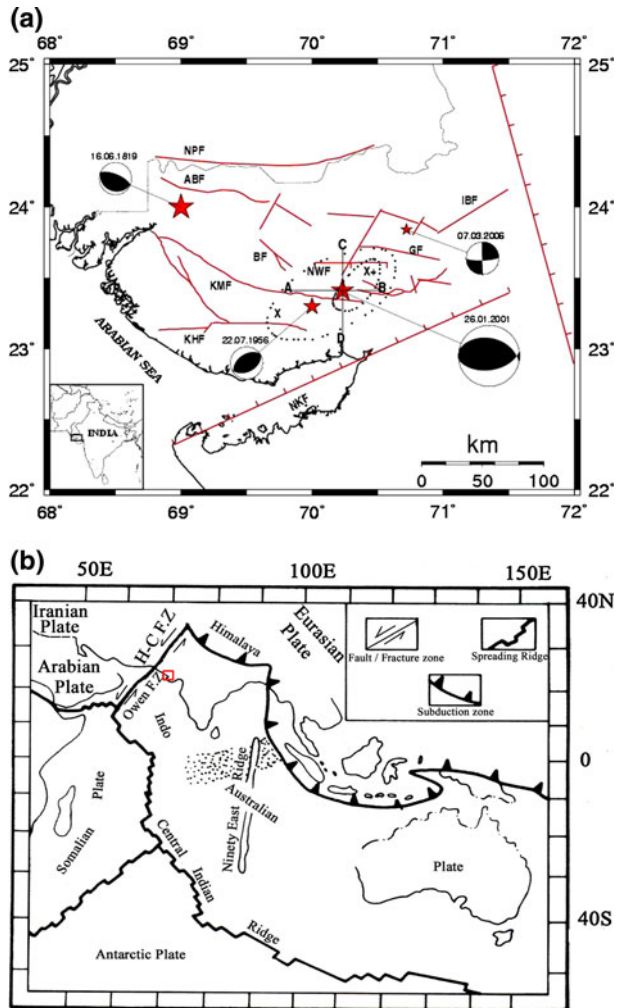 (a)
68° 69° 70° 71° 72°
25° 25°
NPF
16.06.1819
ABF
24° 24°
IBF
07.03.2006
C
GF
BF
NWF X+
KMF A B
X
26.01.2001
ARABIAN SEA
KHF 22.07.1956 D
23° 23°
NKF
INDIA
km
0 50 100
22° 22°
68° 69° 70° 71° 72°
(b)
50E 100E 150E
40N
Iranian
Plate
H-C F.Z
Himalaya
Eurasian
Plate
Fault / Fracture zone
Spreading Ridge
Subduction zone
Arabian
Plate
Owen F.Z
Indo
0
Ridge
Australian
Somalian
Plate
Ninety East
Central
Indian
Ridge
Plate
40S
Antarctic Plate